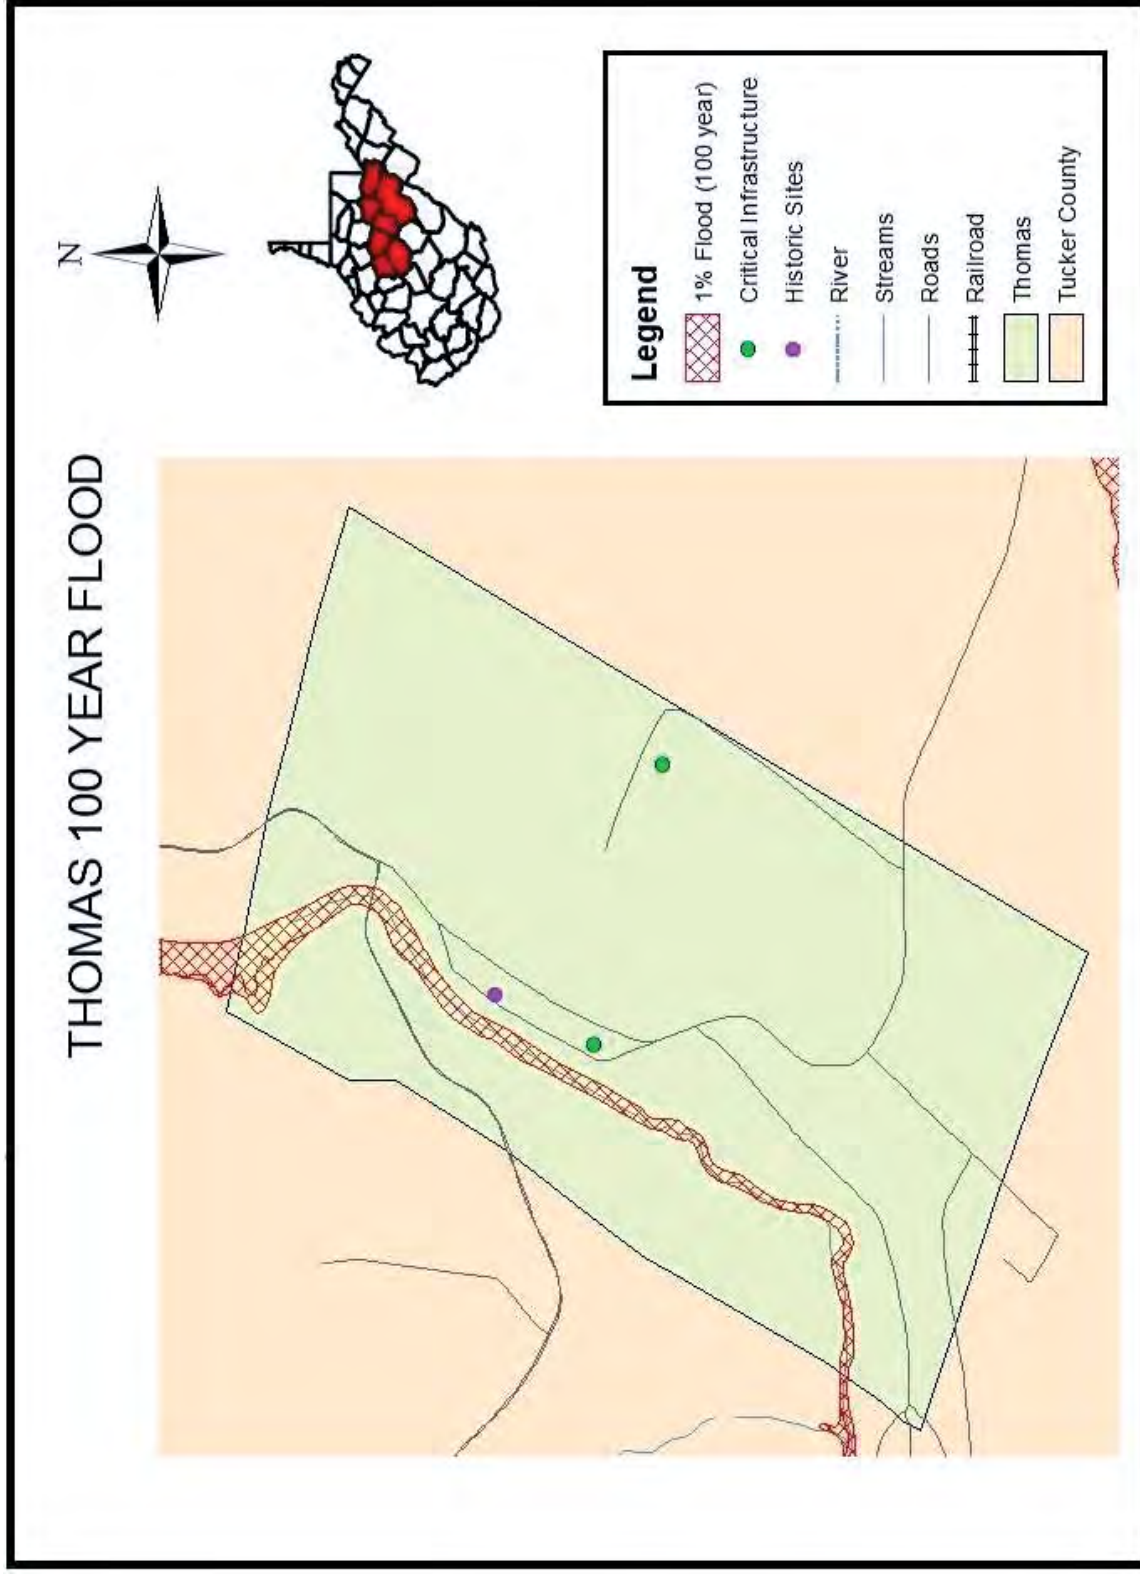 THOMAS 100 YEAR FLOOD
N
Legend
1% Flood (100 year)
Critical Infrastructure
Historic Sites
River
Streams
Roads
Railroad
Thomas
Tucker County